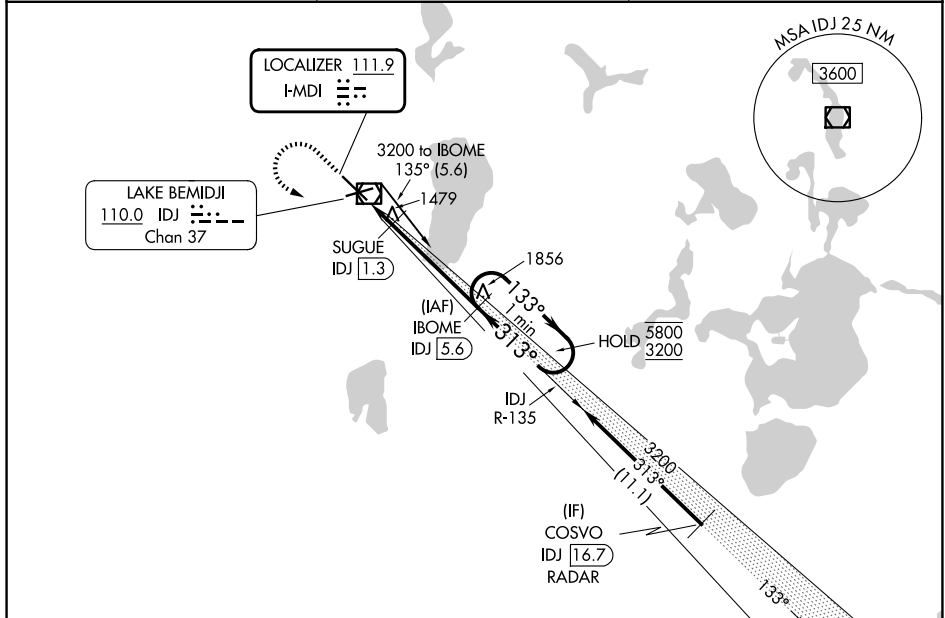 MSA IDJ 25 NM
3600
LOCALIZER 111.9
I-MDI
3200 to IBOME
135° (5.6)
LAKE BEMIDJI
110.0 IDJ
Chan 37
1479
SUGUE
IDJ 1.3
1856
(IAF)
IBOME
IDJ 5.6
133°
1 min
313°
HOLD 5800
3200
IDJ
R-135
3200
313°
(11.1)
(IF)
COSVO
IDJ 16.7
RADAR
133°